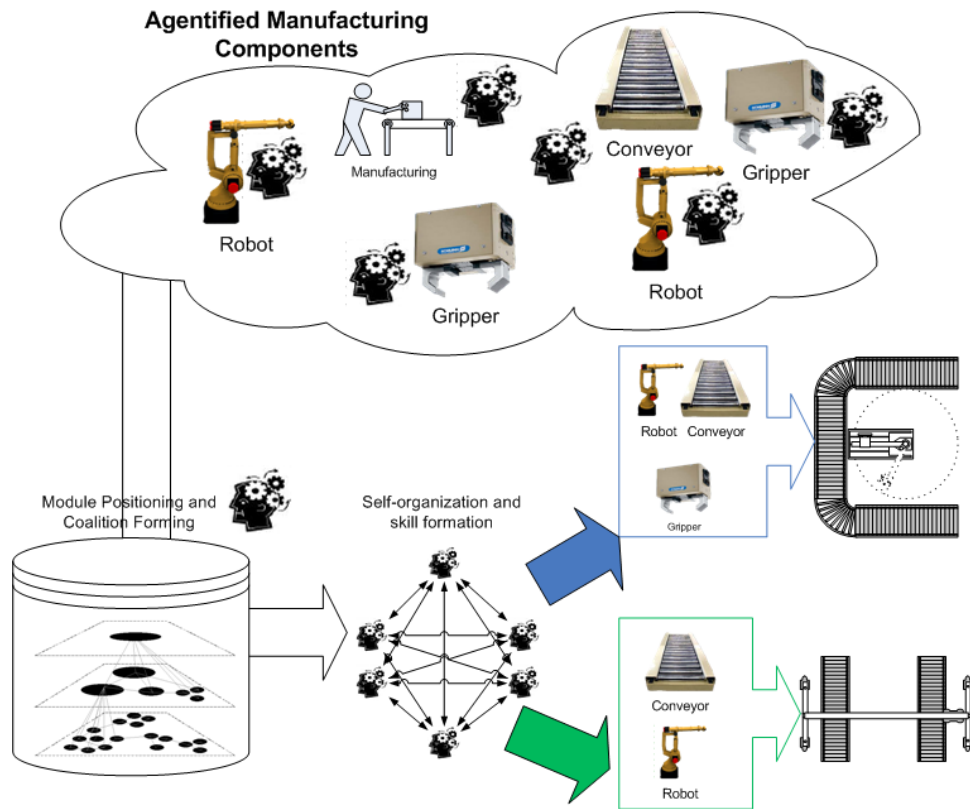 Agentified Manufacturing
Components
Manufacturing
Conveyor
Gripper
Robot
Robot
Gripper
Robot Conveyor
Gripper
Module Positioning and
Coalition Forming
Self-organization and
skill formation
Conveyor
Robot